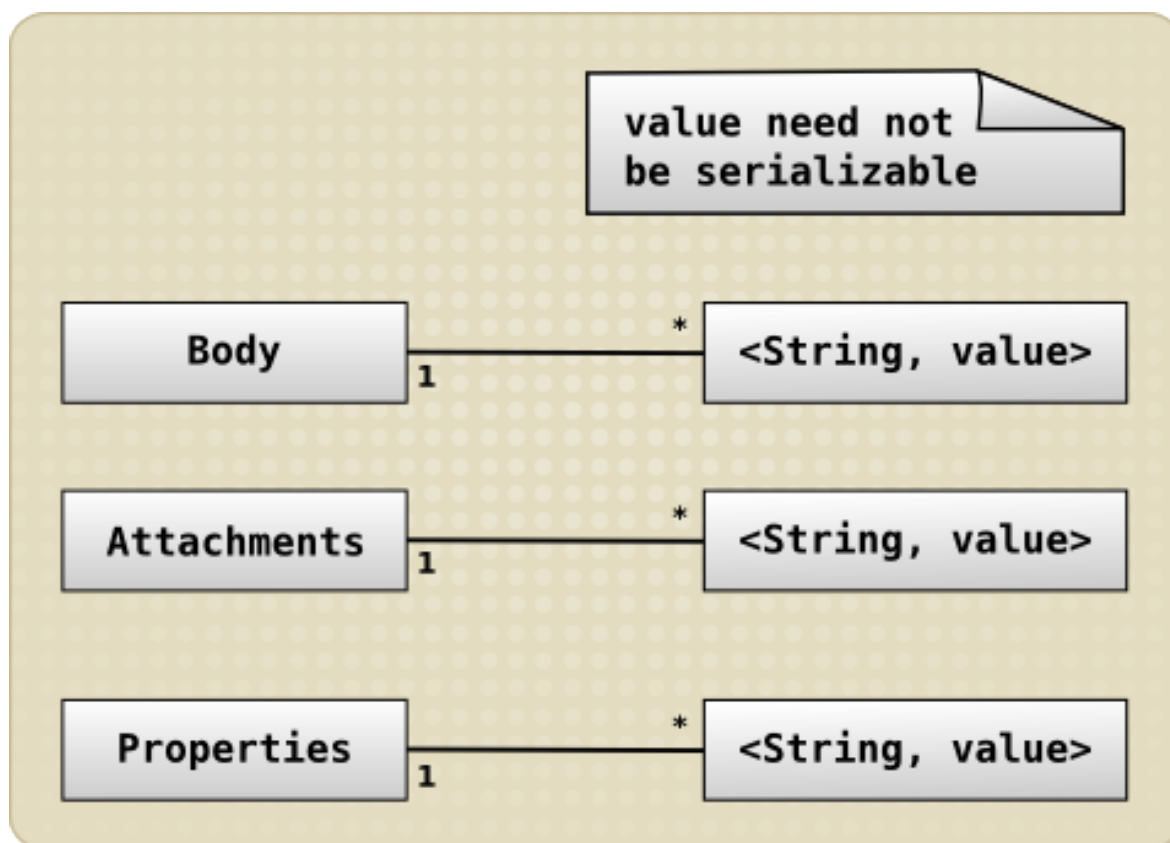 value need not
be serializable
Body
1
*
<String, value>
Attachments
1
*
<String, value>
Properties
1
*
<String, value>